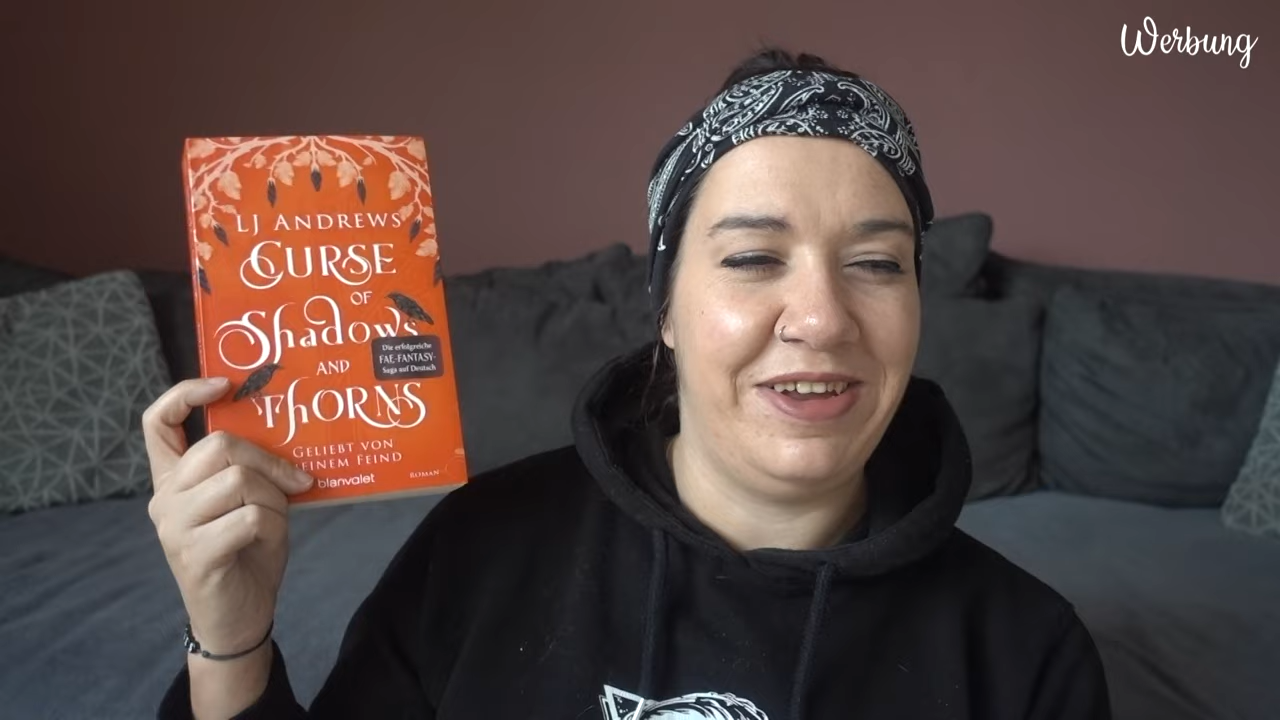 Werbung
LJ ANDREWS
CURSE
OF
Shadows
AND
THORNS
Die erfolgreiche
FAE-FANTASY-
Saga auf Deutsch
GELIEBT VON
MEINEM FEIND
ROMAN
blanvalet